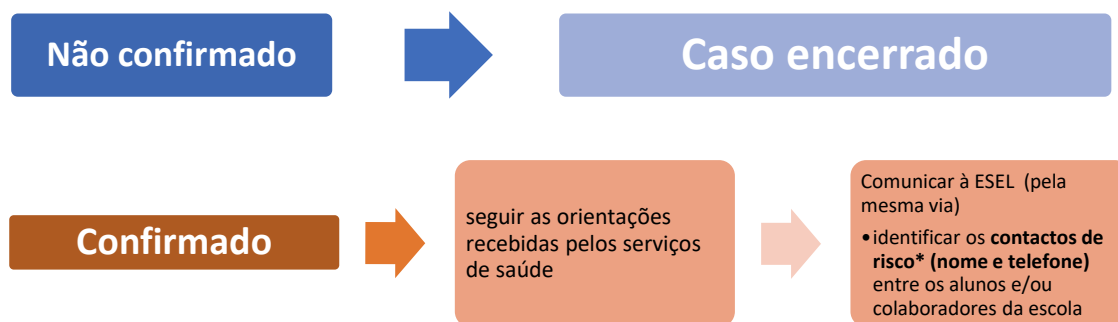 Não confirmado
Caso encerrado
Confirmado
seguir as orientações
recebidas pelos serviços
de saúde
Comunicar à ESEL (pela
mesma via)
•identificar os contactos de
risco* (nome e telefone)
entre os alunos e/ou
colaboradores da escola